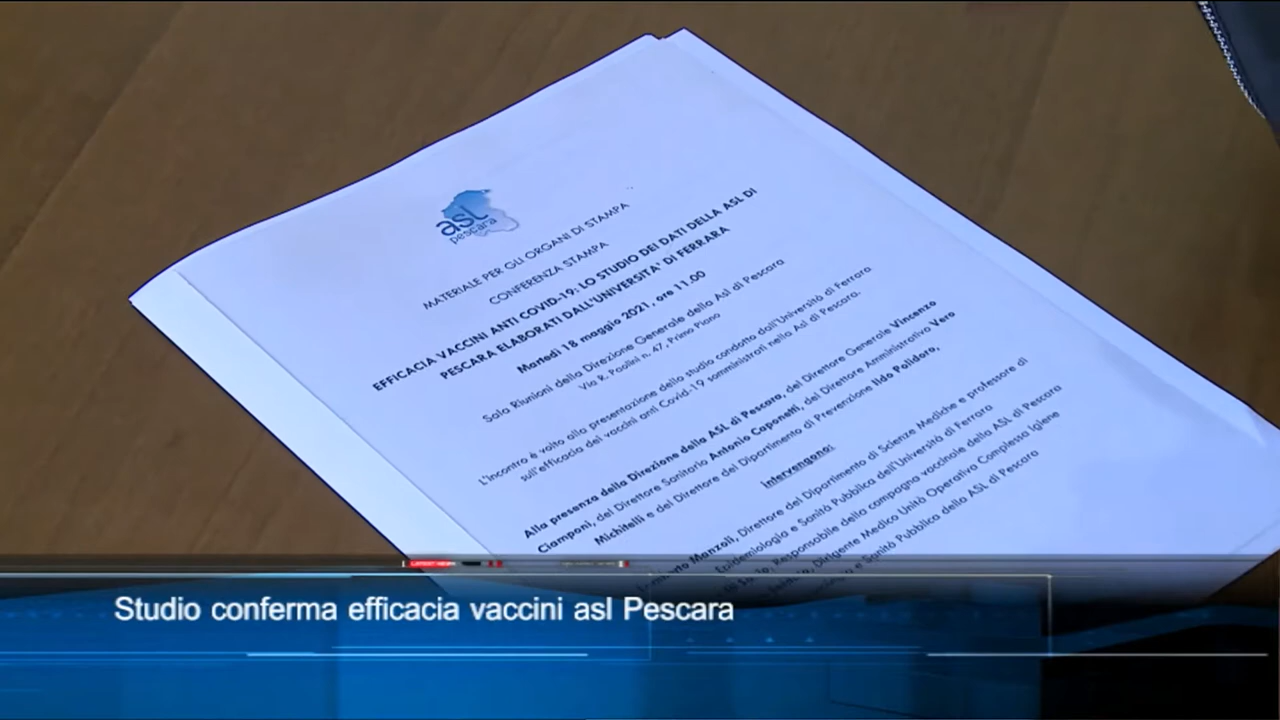 asl
pescara
MATERIALE PER GLI ORGANI DI STAMPA
CONFERENZA STAMPA
EFFICACIA VACCINI ANTI COVID-19: LO STUDIO DEI DATI DELLA ASL DI
PESCARA ELABORATI DALL'UNIVERSITA' DI FERRARA
Martedì 18 maggio 2021, ore 11.00
Sala Riunioni della Direzione Generale della Asl di Pescara
Via R. Paolini n. 47, Primo Piano
L'incontro è volto alla presentazione dello studio condotto dall'Università di Ferrara
sull'efficacia dei vaccini anti Covid-19 somministrati nella Asl di Pescara.
Alla presenza della Direzione della ASL di Pescara, del Direttore Generale Vincenzo
Ciamponi, del Direttore Sanitario Antonio Caponetti, del Direttore Amministrativo Vero
Michitelli e del Direttore del Dipartimento di Prevenzione Ildo Polidoro,
Intervengono:
Manzoli, Direttore del Dipartimento di Scienze Mediche e professore di
Epidemiologia e Sanità Pubblica dell'Università di Ferrara
Responsabile della campagna vaccinale della ASL di Pescara
Dirigente Medico Unità Operativa Complessa Igiene
e Sanità Pubblica della ASL di Pescara
LATEST NEWS
Studio conferma efficacia vaccini asl Pescara